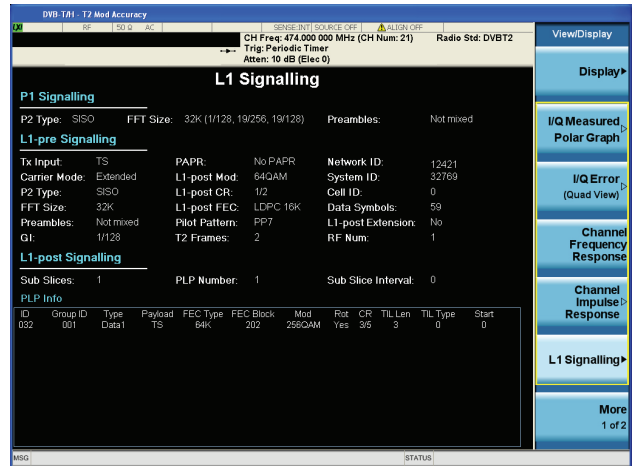 DVB-T/H - T2 Mod Accuracy
LXI RF 50 Ω AC SENSE:INT SOURCE OFF ALIGN OFF
CH Freq: 474.000 000 MHz (CH Num: 21) Radio Std: DVBT2
Trig: Periodic Timer
Atten: 10 dB (Elec 0)
L1 Signalling
P1 Signalling
P2 Type: SISO FFT Size: 32K (1/128, 19/256, 19/128) Preambles: Not mixed
L1-pre Signalling
Tx Input: TS PAPR: No PAPR Network ID: 12421
Carrier Mode: Extended L1-post Mod: 64QAM System ID: 32769
P2 Type: SISO L1-post CR: 1/2 Cell ID: 0
FFT Size: 32K L1-post FEC: LDPC 16K Data Symbols: 59
Preambles: Not mixed Pilot Pattern: PP7 L1-post Extension: No
GI: 1/128 T2 Frames: 2 RF Num: 1
L1-post Signalling
Sub Slices: 1 PLP Number: 1 Sub Slice Interval: 0
PLP Info
ID Group ID Type Payload FEC Type FEC Block Mod Rot CR TIL Len TIL Type Start
032 001 Data1 TS 64K 202 256QAM Yes 3/5 3 0 0
View/Display
Display
I/Q Measured
Polar Graph
I/Q Error
(Quad View)
Channel
Frequency
Response
Channel
Impulse
Response
L1 Signalling
More
1 of 2
MSG STATUS